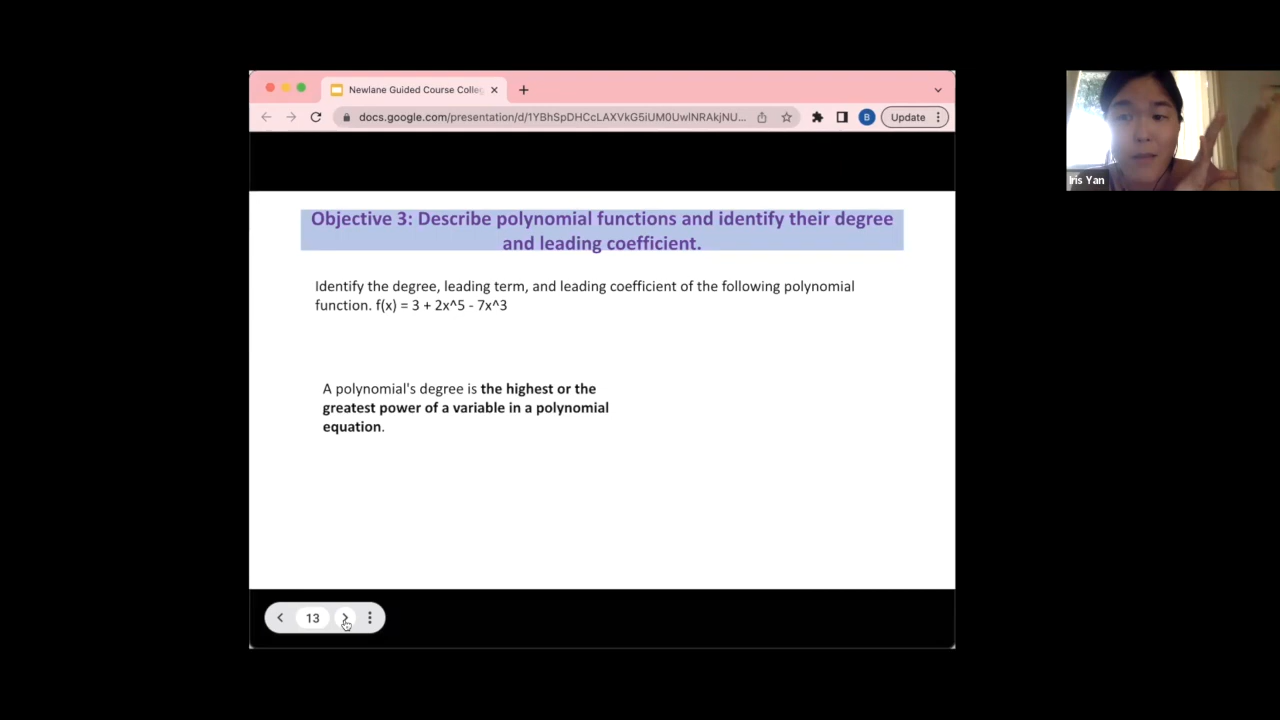 Newlane Guided Course Colleg
docs.google.com/presentation/d/1YBhSpDHCcLAXVkG5iUM0UwlNRAkjNU...
B
Update
Iris Yan
Objective 3: Describe polynomial functions and identify their degree
and leading coefficient.
Identify the degree, leading term, and leading coefficient of the following polynomial
function. f(x) = 3 + 2x^5 - 7x^3
A polynomial's degree is the highest or the
greatest power of a variable in a polynomial
equation.
13